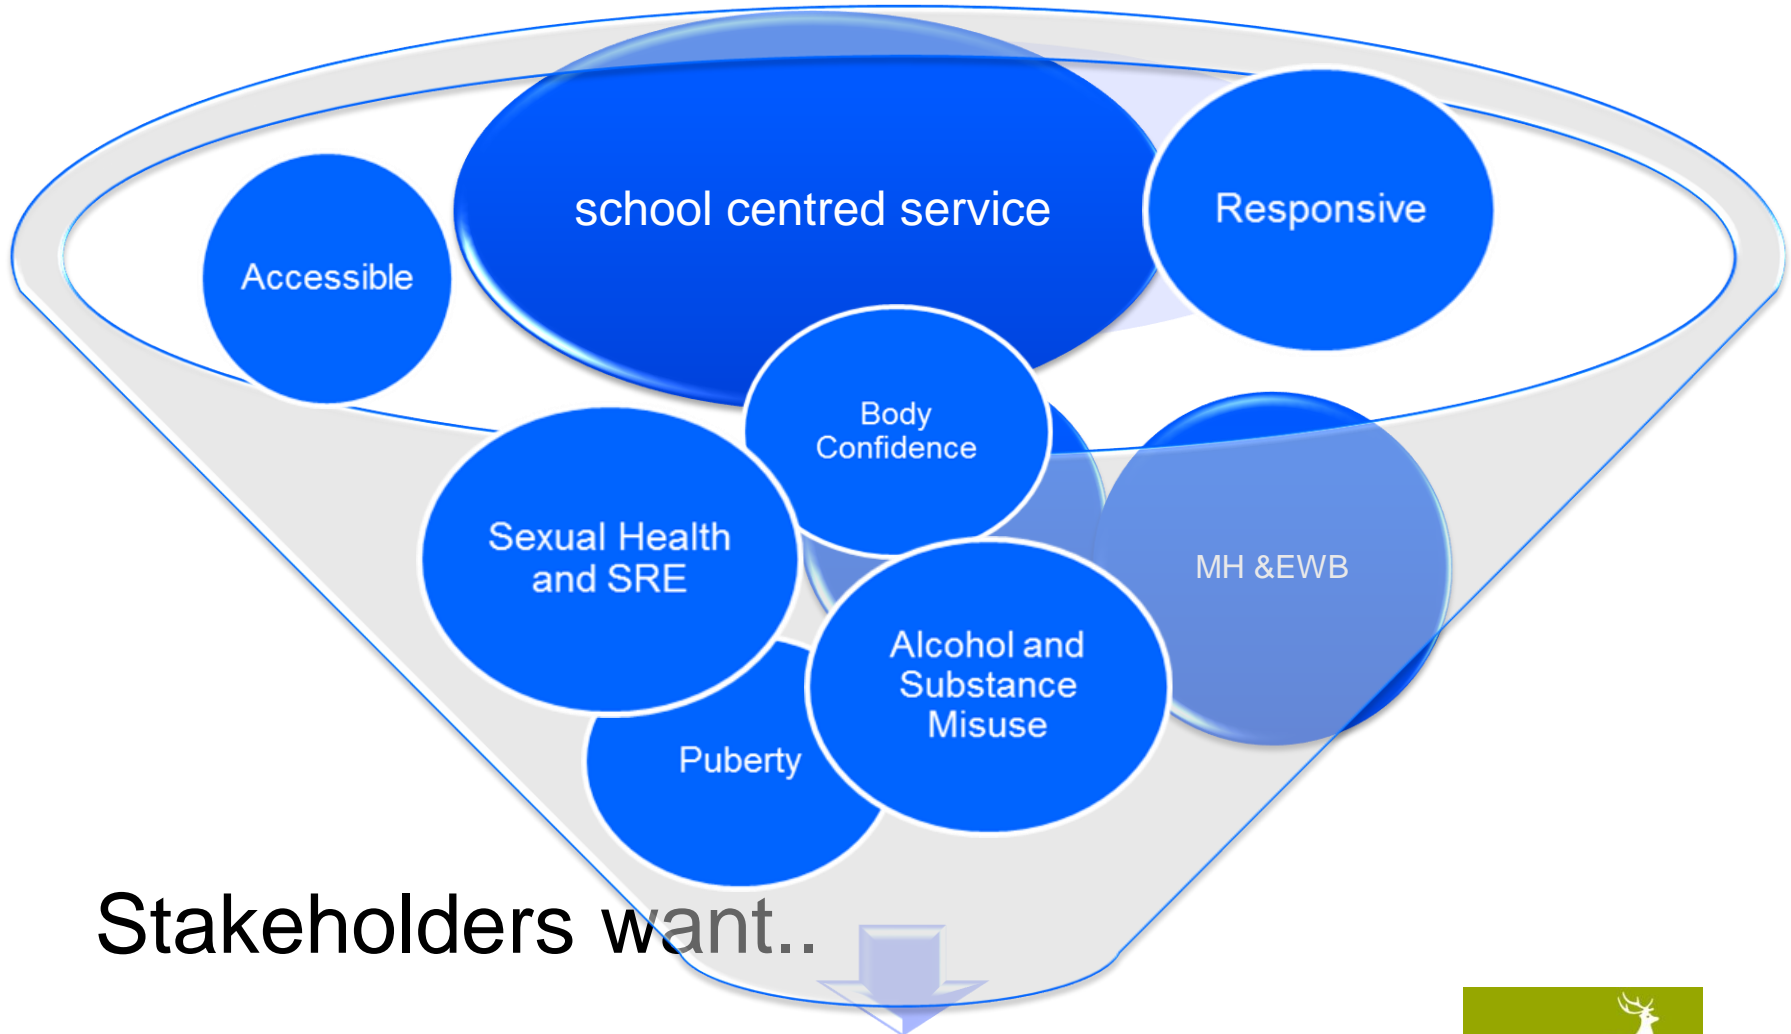 school centred service
Responsive
Accessible
Body
Confidence
Sexual Health
and SRE
MH &EWB
Alcohol and
Substance
Misuse
Puberty
Stakeholders want..